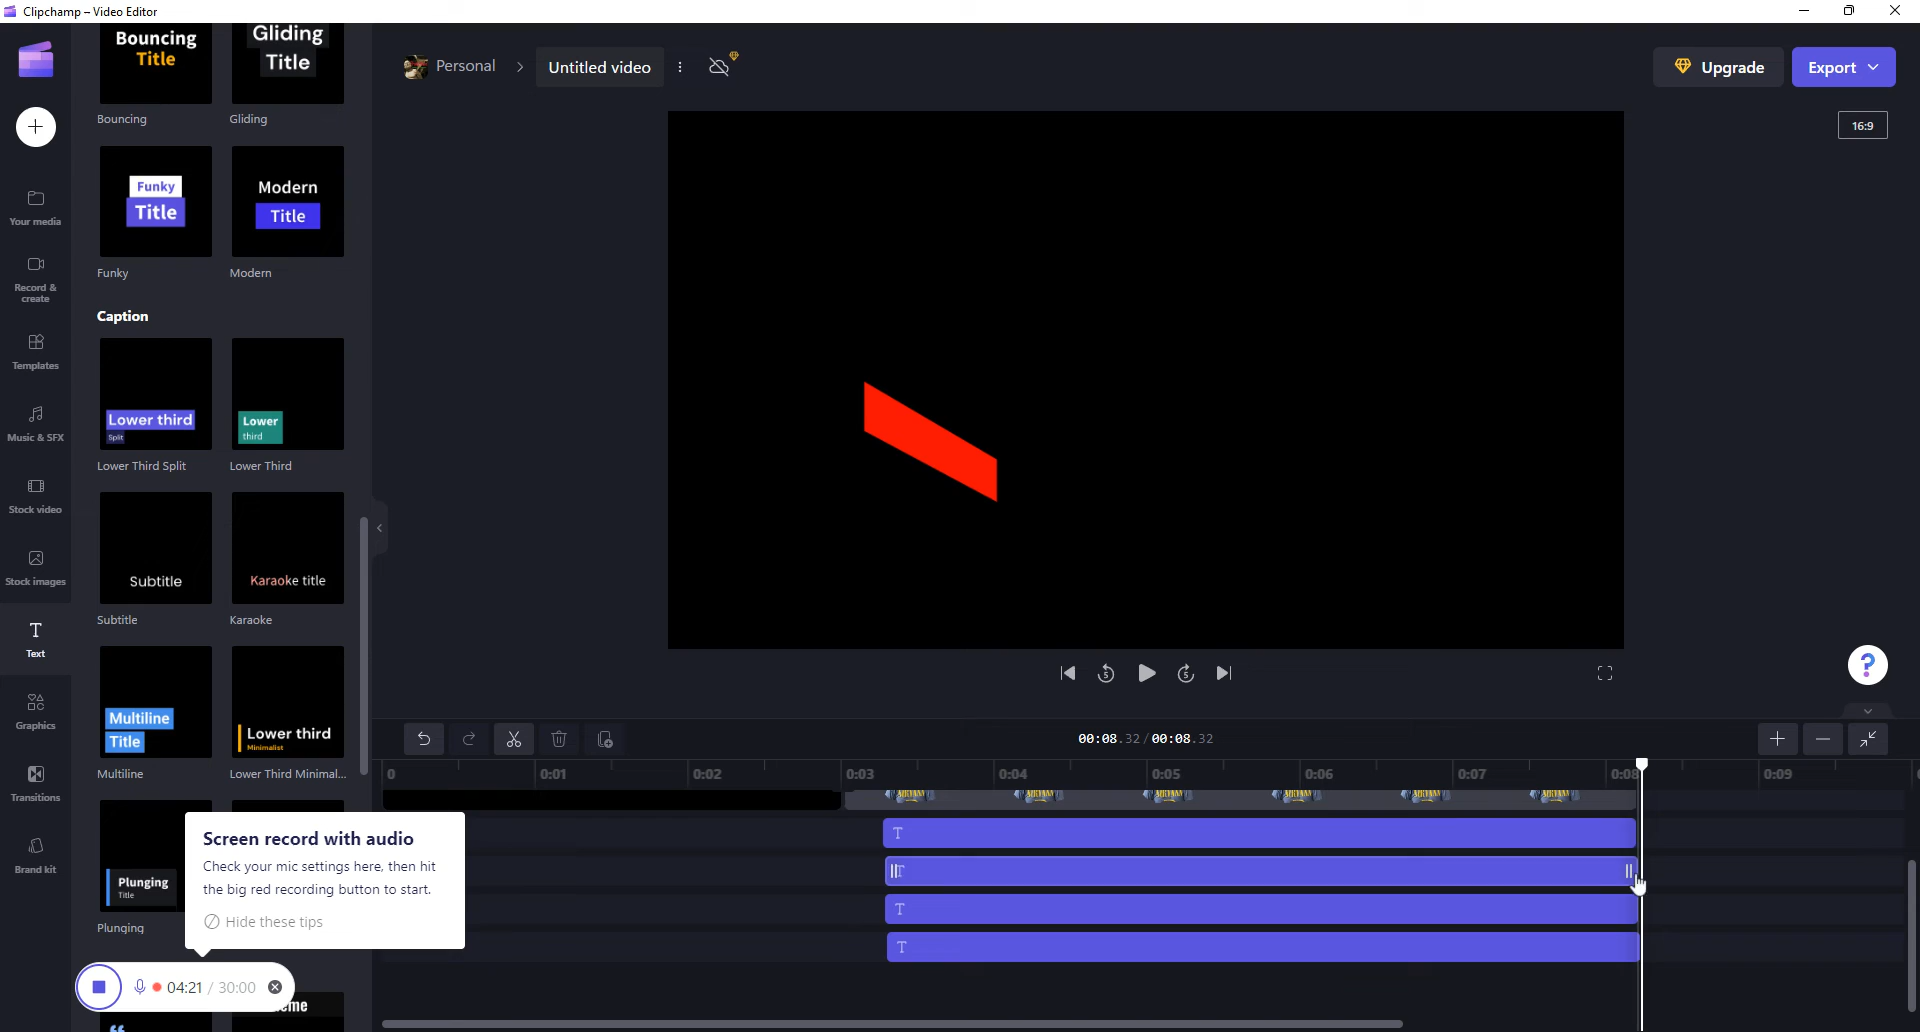 Clipchamp – Video Editor
Personal
Untitled video
Upgrade
Export
16:9
Your media
Record &
create
Templates
Music & SFX
Stock video
Stock images
T
Text
Graphics
Transitions
Brand kit
Bouncing
Title
Bouncing
Gliding
Title
Gliding
Funky
Title
Funky
Modern
Title
Modern
Caption
Lower third
Split
Lower Third Split
Lower
third
Lower Third
Subtitle
Subtitle
Karaoke title
Karaoke
Multiline
Title
Multiline
Lower third
Minimalist
Lower Third Minimal...
Plunging
Title
Plunging
Screen record with audio
Check your mic settings here, then hit
the big red recording button to start.
Hide these tips
04:21 / 30:00
5
5
?
00:08.32 / 00:08.32
0
0:01
0:02
0:03
0:04
0:05
0:06
0:07
0:08
0:09
T
T
T
T